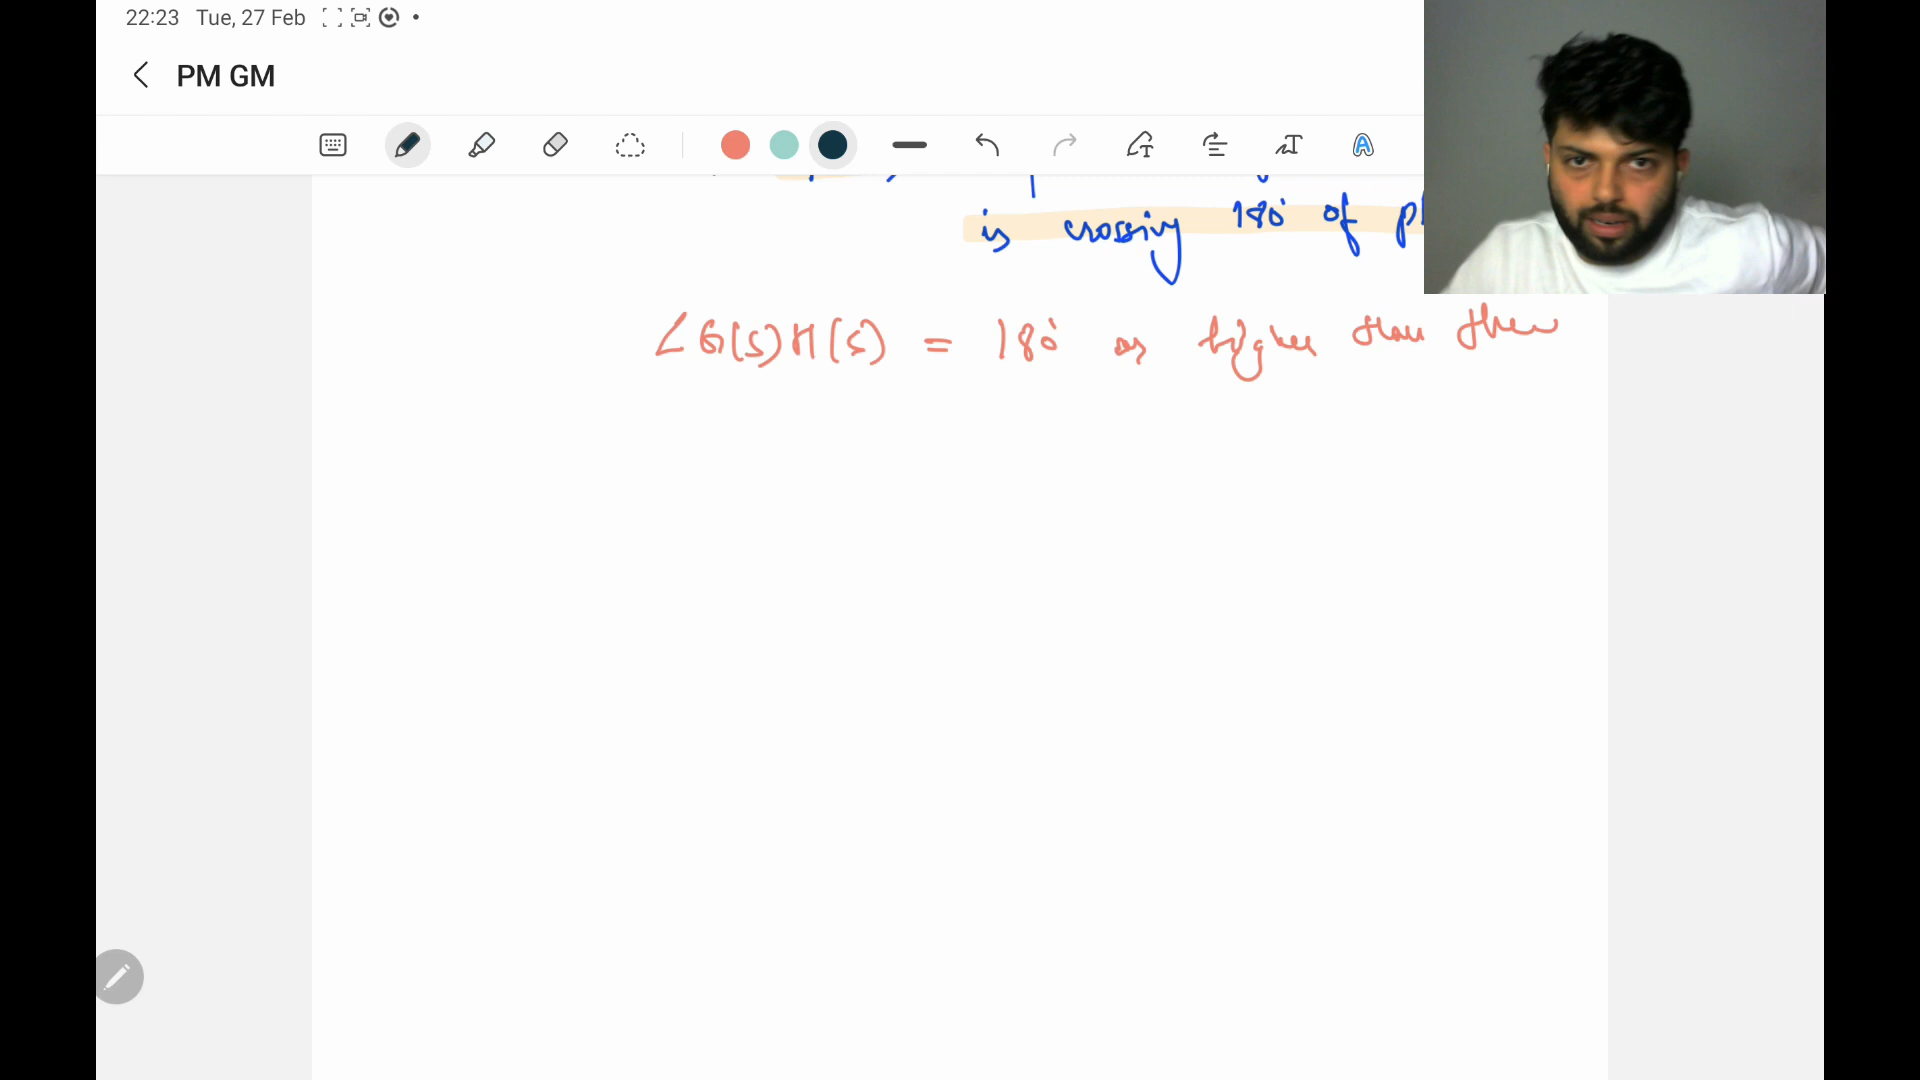 22:23 Tue, 27 Feb
PM GM
is crossing 180° of
∠G(s)H(s) = 180° or higher than then